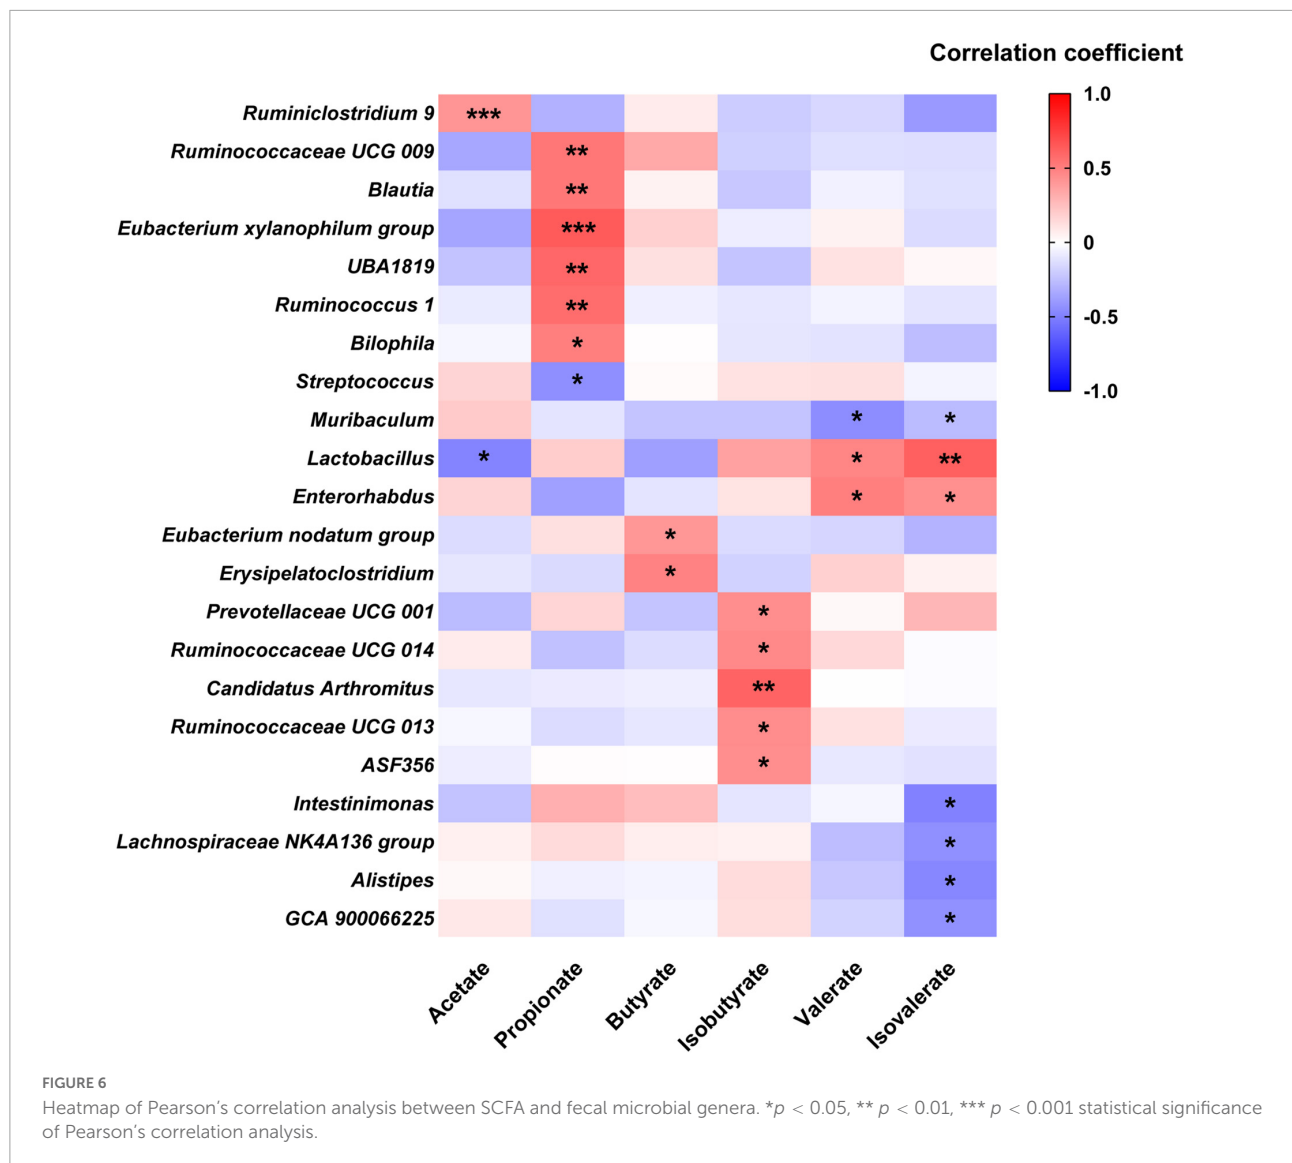 Correlation coefficient
1.0
0.5
0
-0.5
-1.0
Ruminiclostridium 9 ***
Ruminococcaceae UCG 009 **
Blautia **
Eubacterium xylanophilum group ***
UBA1819 **
Ruminococcus 1 **
Bilophila *
Streptococcus *
Muribaculum * *
Lactobacillus * * **
Enterorhabdus * *
Eubacterium nodatum group *
Erysipelatoclostridium *
Prevotellaceae UCG 001 *
Ruminococcaceae UCG 014 *
Candidatus Arthromitus **
Ruminococcaceae UCG 013 *
ASF356 *
Intestinimonas *
Lachnospiraceae NK4A136 group *
Alistipes *
GCA 900066225 *
Acetate
Propionate
Butyrate
Isobutyrate
Valerate
Isovalerate
FIGURE 6
Heatmap of Pearson's correlation analysis between SCFA and fecal microbial genera. *p < 0.05, ** p < 0.01, *** p < 0.001 statistical significance
of Pearson's correlation analysis.